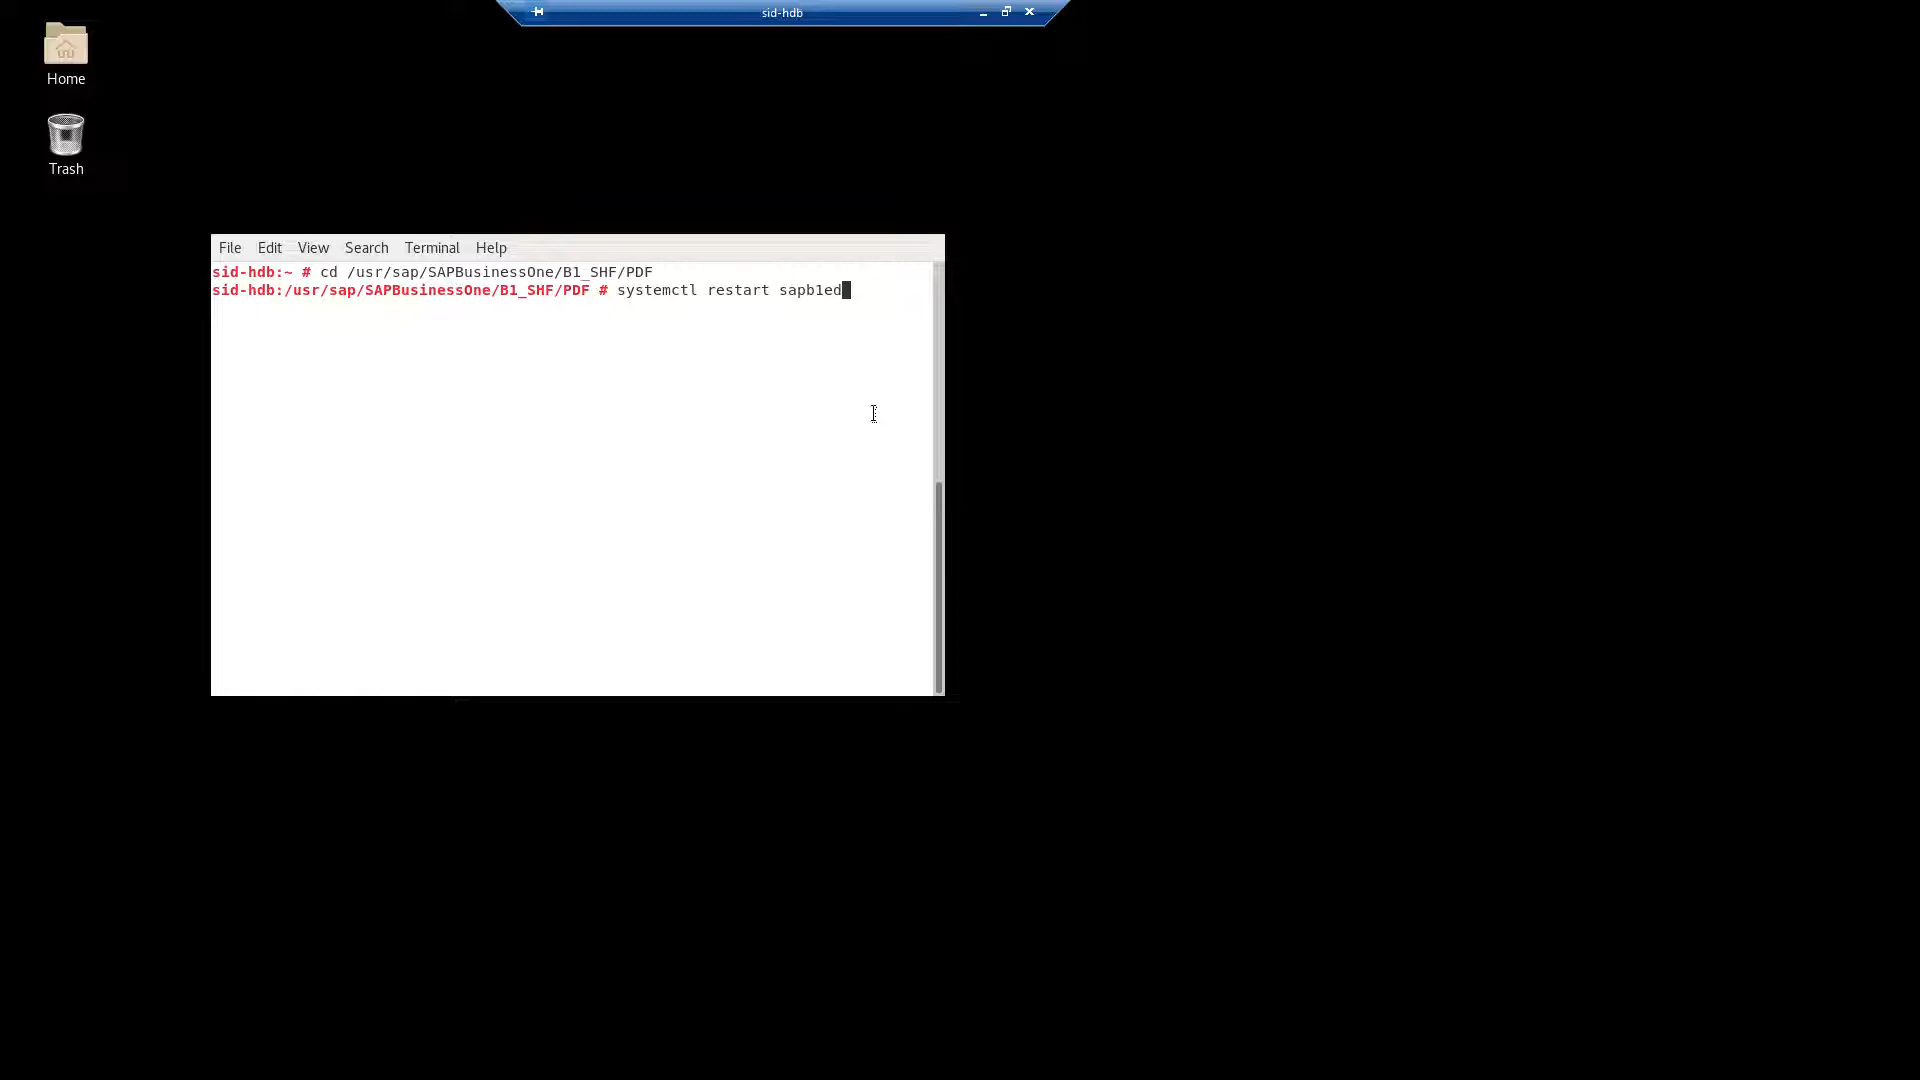 sid-hdb
Home
Trash
File Edit View Search Terminal Help
sid-hdb:~ # cd /usr/sap/SAPBusinessOne/B1_SHF/PDF
sid-hdb:/usr/sap/SAPBusinessOne/B1_SHF/PDF # systemctl restart sapb1ed